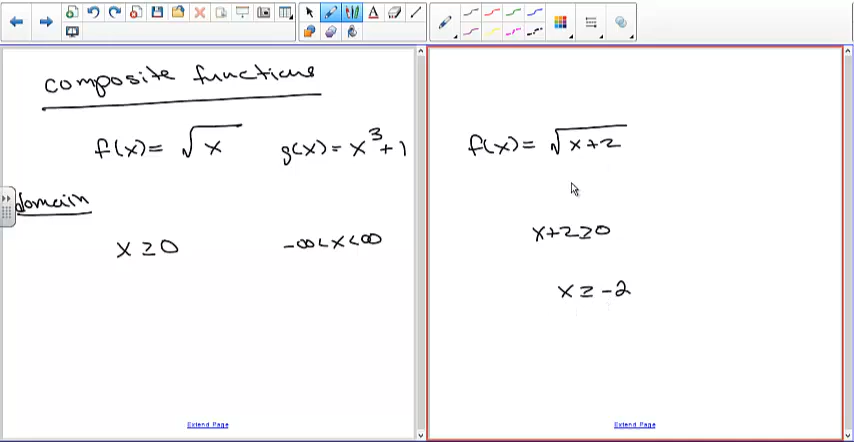 composite functions
f(x) = √x g(x) = x³+1
domain
x ≥ 0 -∞ < x < ∞
Extend Page
f(x) = √x+2
x+2 ≥ 0
x ≥ -2
Extend Page